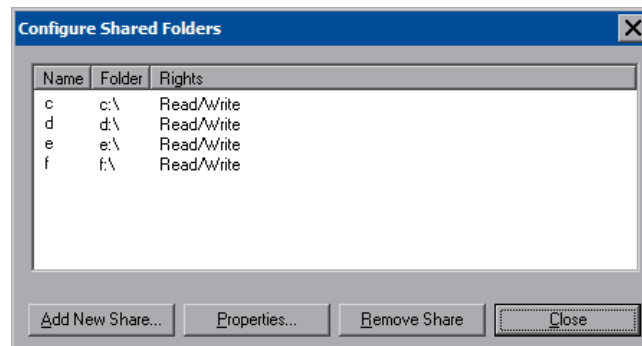 Configure Shared Folders
Name Folder Rights
c c:\ Read/Write
d d:\ Read/Write
e e:\ Read/Write
f f:\ Read/Write
Add New Share... Properties... Remove Share Close